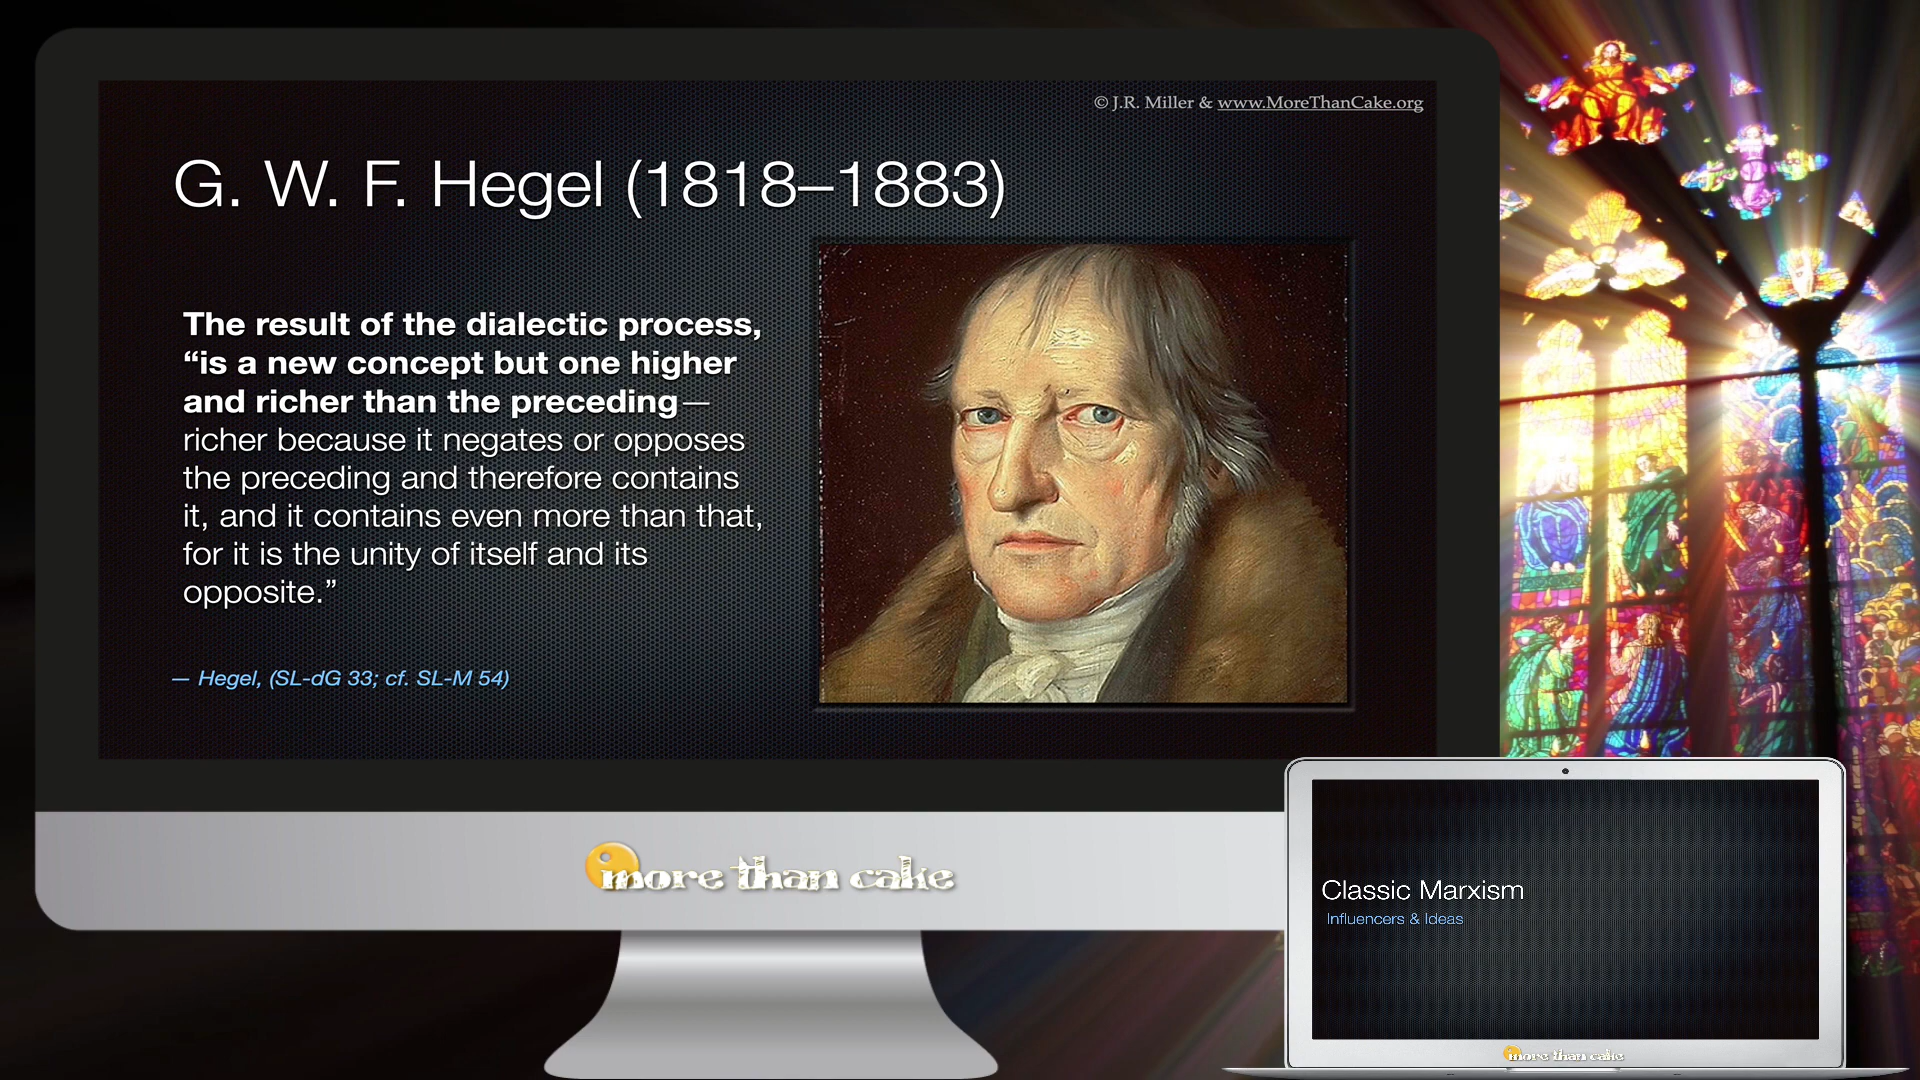 © J.R. Miller & www.MoreThanCake.org
G. W. F. Hegel (1818–1883)
The result of the dialectic process,
“is a new concept but one higher
and richer than the preceding—
richer because it negates or opposes
the preceding and therefore contains
it, and it contains even more than that,
for it is the unity of itself and its
opposite.”
— Hegel, (SL-dG 33; cf. SL-M 54)
more than cake
Classic Marxism
Influencers & Ideas
more than cake